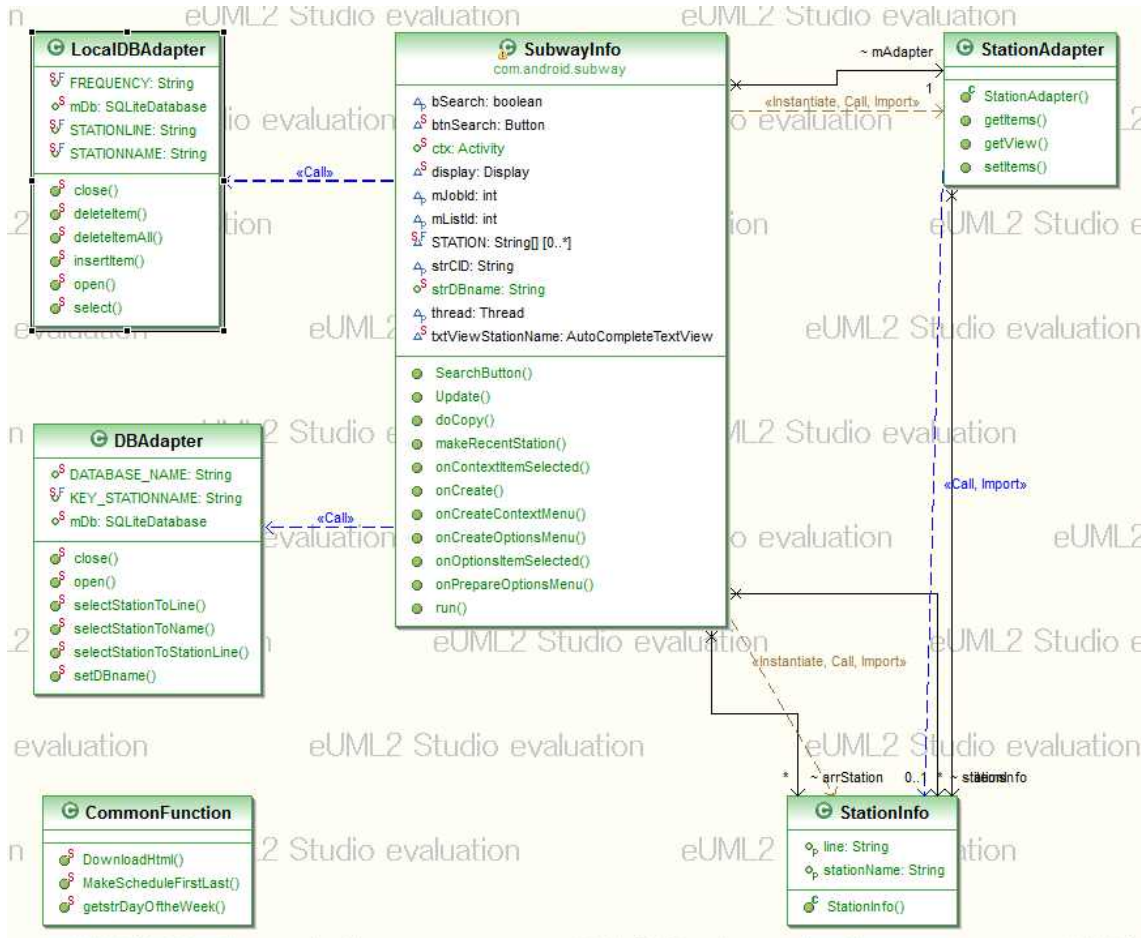 eUML2 Studio evaluation
eUML2 Studio evaluation
LocalDBAdapter
FREQUENCY: String
mDb: SQLiteDatabase
STATIONLINE: String
STATIONNAME: String
close()
deleteItem()
deleteItemAll()
insertItem()
open()
select()
«Call»
SubwayInfo
com.android.subway
bSearch: boolean
btnSearch: Button
ctx: Activity
display: Display
mJobId: int
mListId: int
STATION: String[] [0..*]
strCID: String
strDBname: String
thread: Thread
txtViewStationName: AutoCompleteTextView
SearchButton()
Update()
doCopy()
makeRecentStation()
onContextItemSelected()
onCreate()
onCreateContextMenu()
onCreateOptionsMenu()
onOptionsItemSelected()
onPrepareOptionsMenu()
run()
~ mAdapter
1
«Instantiate, Call, Import»
StationAdapter
StationAdapter()
getItems()
getView()
setItems()
DBAdapter
DATABASE_NAME: String
KEY_STATIONNAME: String
mDb: SQLiteDatabase
close()
open()
selectStationToLine()
selectStationToName()
selectStationToStationLine()
setDBname()
«Call»
«Call, Import»
«Instantiate, Call, Import»
eUML2 Studio evaluation
evaluation
eUML2 Studio evaluation
eUML2 Studio evaluation
* ~ arrStation 0..1 *
CommonFunction
DownloadHtml()
MakeScheduleFirstLast()
getstrDayOftheWeek()
StationInfo
line: String
stationName: String
StationInfo()